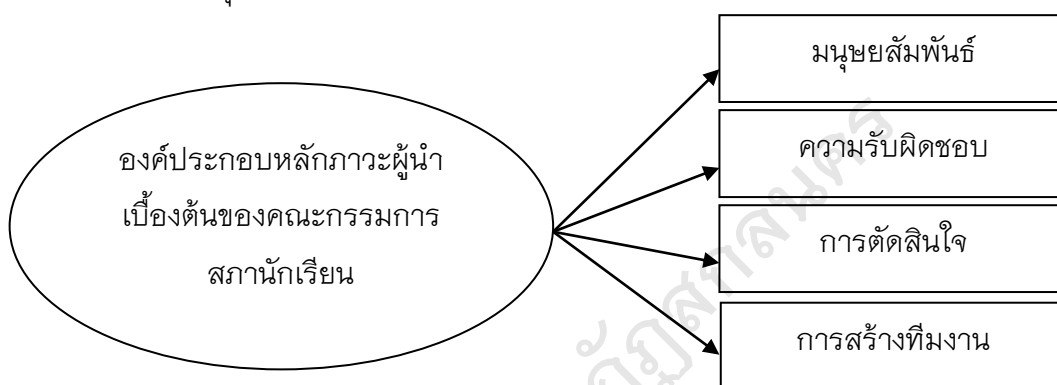 องค์ประกอบหลักภาวะผู้นำ
เบื้องต้นของคณะกรรมการ
สภานักเรียน
มนุษยสัมพันธ์
ความรับผิดชอบ
การตัดสินใจ
การสร้างทีมงาน